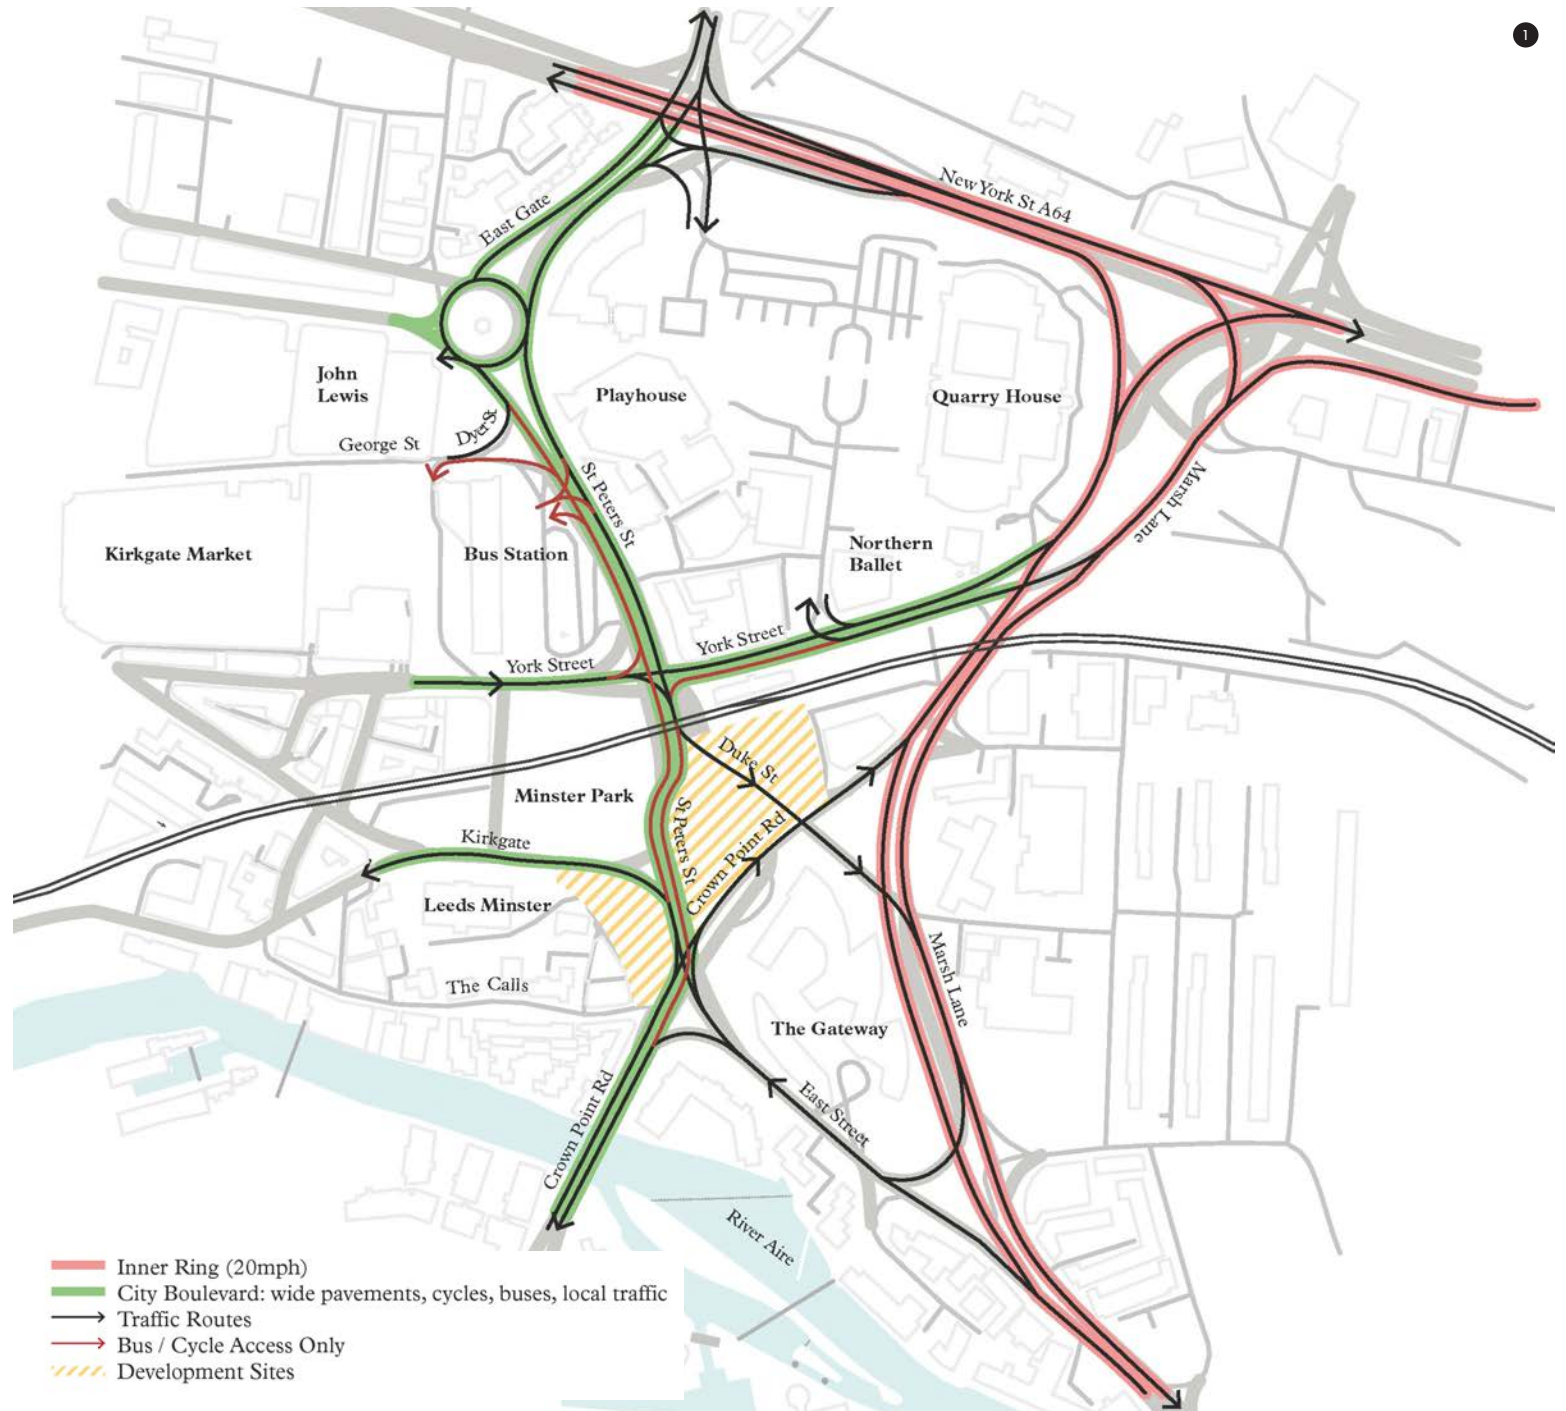 1
New York St A64
East Gate
John
Lewis
Playhouse
Quarry House
Dyer St
George St
St Peters St
Marsh Lane
Kirkgate Market
Bus Station
Northern
Ballet
York Street
York Street
Duke St
Minster Park
St Peters St
Crown Point Rd
Kirkgate
Leeds Minster
Marsh Lane
The Calls
The Gateway
East Street
Crown Point Rd
River Aire
Inner Ring (20mph)
City Boulevard: wide pavements, cycles, buses, local traffic
Traffic Routes
Bus / Cycle Access Only
Development Sites